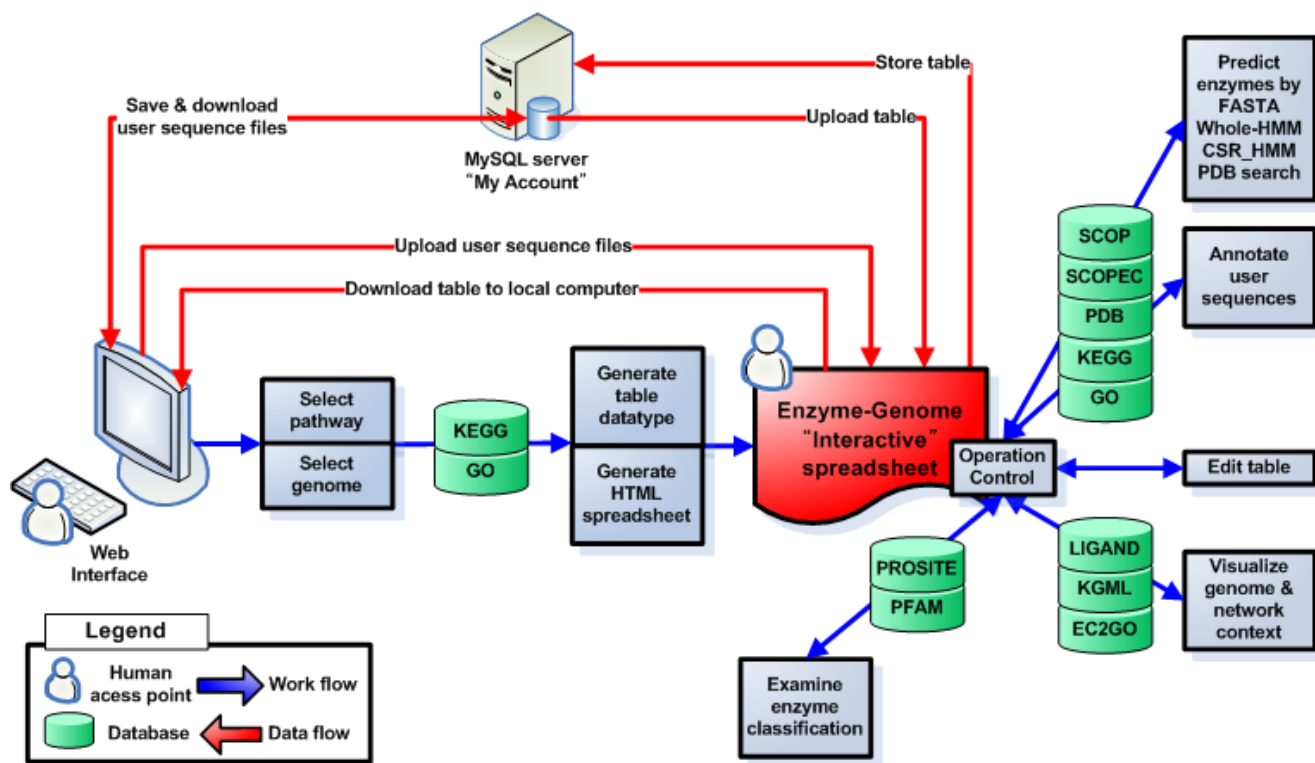 Store table
Save & download
user sequence files
Upload table
MySQL server
"My Account"
Predict
enzymes by
FASTA
Whole-HMM
CSR_HMM
PDB search
Upload user sequence files
Download table to local computer
SCOP
SCOPEC
PDB
KEGG
GO
Annotate
user
sequences
Select
pathway
Select
genome
KEGG
GO
Generate
table
datatype
Generate
HTML
spreadsheet
Enzyme-Genome
"Interactive"
spreadsheet
Operation
Control
Edit table
Web
Interface
PROSITE
PFAM
LIGAND
KGML
EC2GO
Visualize
genome &
network
context
Examine
enzyme
classification
Legend
Human
acess point
Work flow
Database
Data flow